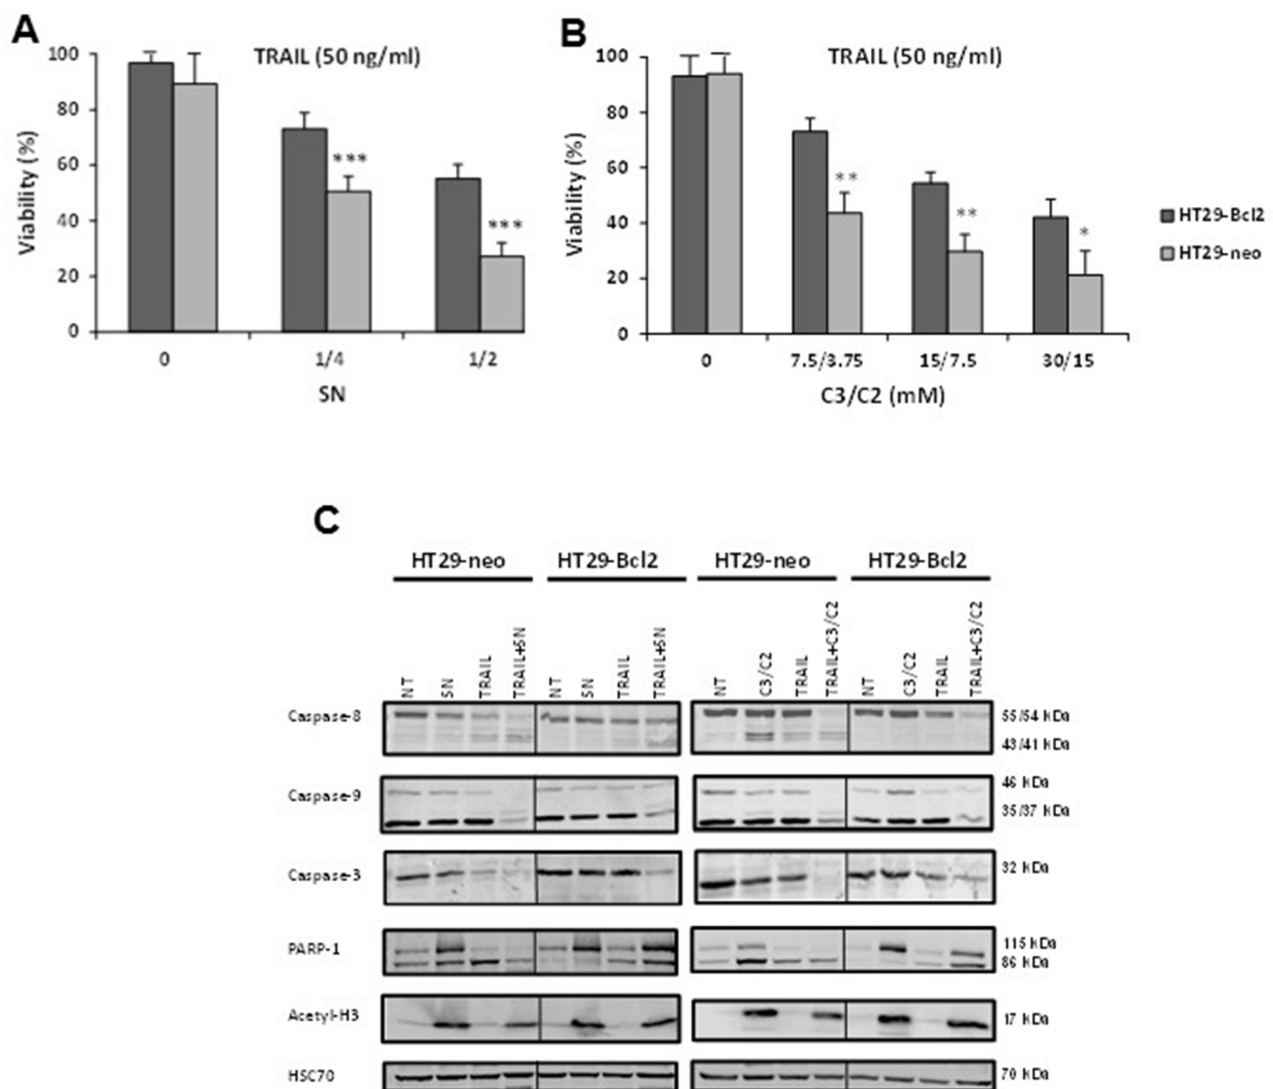 A
TRAIL (50 ng/ml)
Viability (%)
100
80
60
40
20
0
***
***
0 1/4 1/2
SN
B
TRAIL (50 ng/ml)
Viability (%)
100
80
60
40
20
0
**
**
*
0 7.5/3.75 15/7.5 30/15
C3/C2 (mM)
HT29-Bcl2
HT29-neo
C
HT29-neo HT29-Bcl2 HT29-neo HT29-Bcl2
NT SN TRAIL TRAIL+SN NT SN TRAIL TRAIL+SN NT C3/C2 TRAIL TRAIL+C3/C2 NT C3/C2 TRAIL TRAIL+C3/C2
Caspase-8 55/54 KDa
43/41 KDa
Caspase-9 46 KDa
35/37 KDa
Caspase-3 32 KDa
PARP-1 115 KDa
86 KDa
Acetyl-H3 17 KDa
HSC70 70 KDa